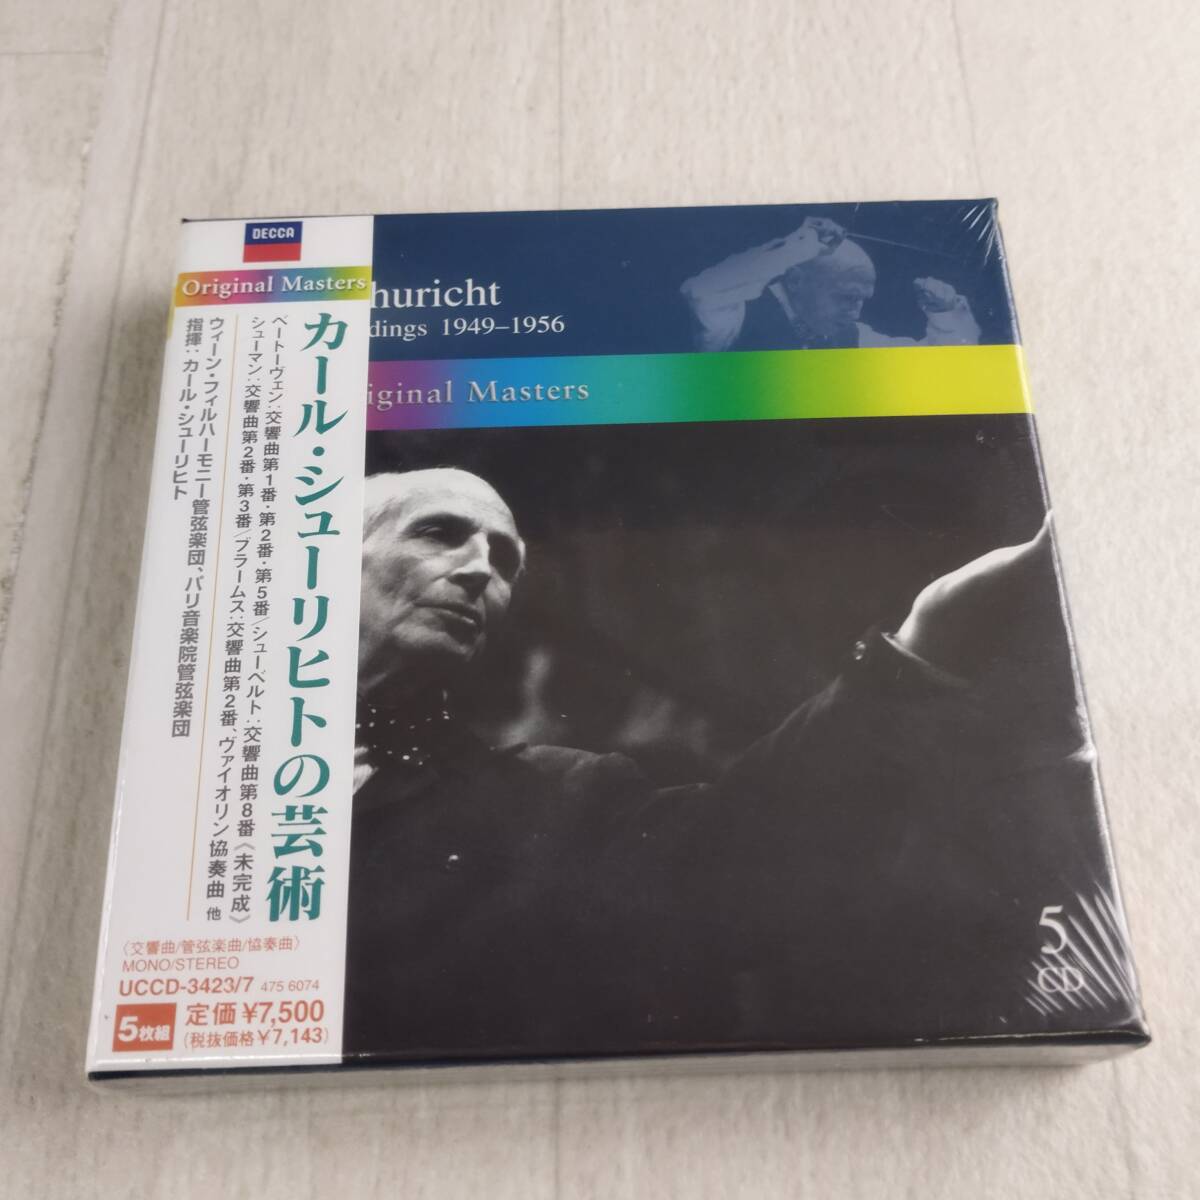 DECCA
Original Masters
カール・シューリヒトの芸術
ベートーヴェン:交響曲第1番・第2番・第5番/シューベルト:交響曲第8番《未完成》
シューマン:交響曲第2番・第3番/ブラームス:交響曲第2番、ヴァイオリン協奏曲 他
ウィーン・フィルハーモニー管弦楽団、パリ音楽院管弦楽団
指揮:カール・シューリヒト
〈交響曲/管弦楽曲/協奏曲〉
MONO/STEREO
UCCD-3423/7 475 6074
5枚組
定価¥7,500
(税抜価格¥7,143)
huricht
dings 1949–1956
iginal Masters
5
CD